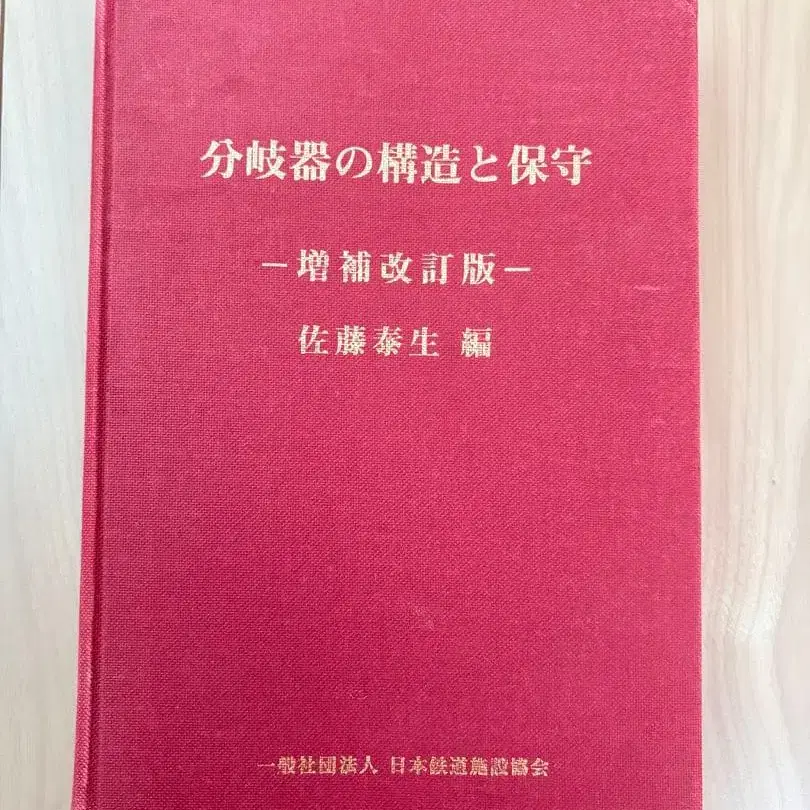 分岐器の構造と保守
－増補改訂版－
佐藤泰生 編
一般社団法人 日本鉄道施設協会